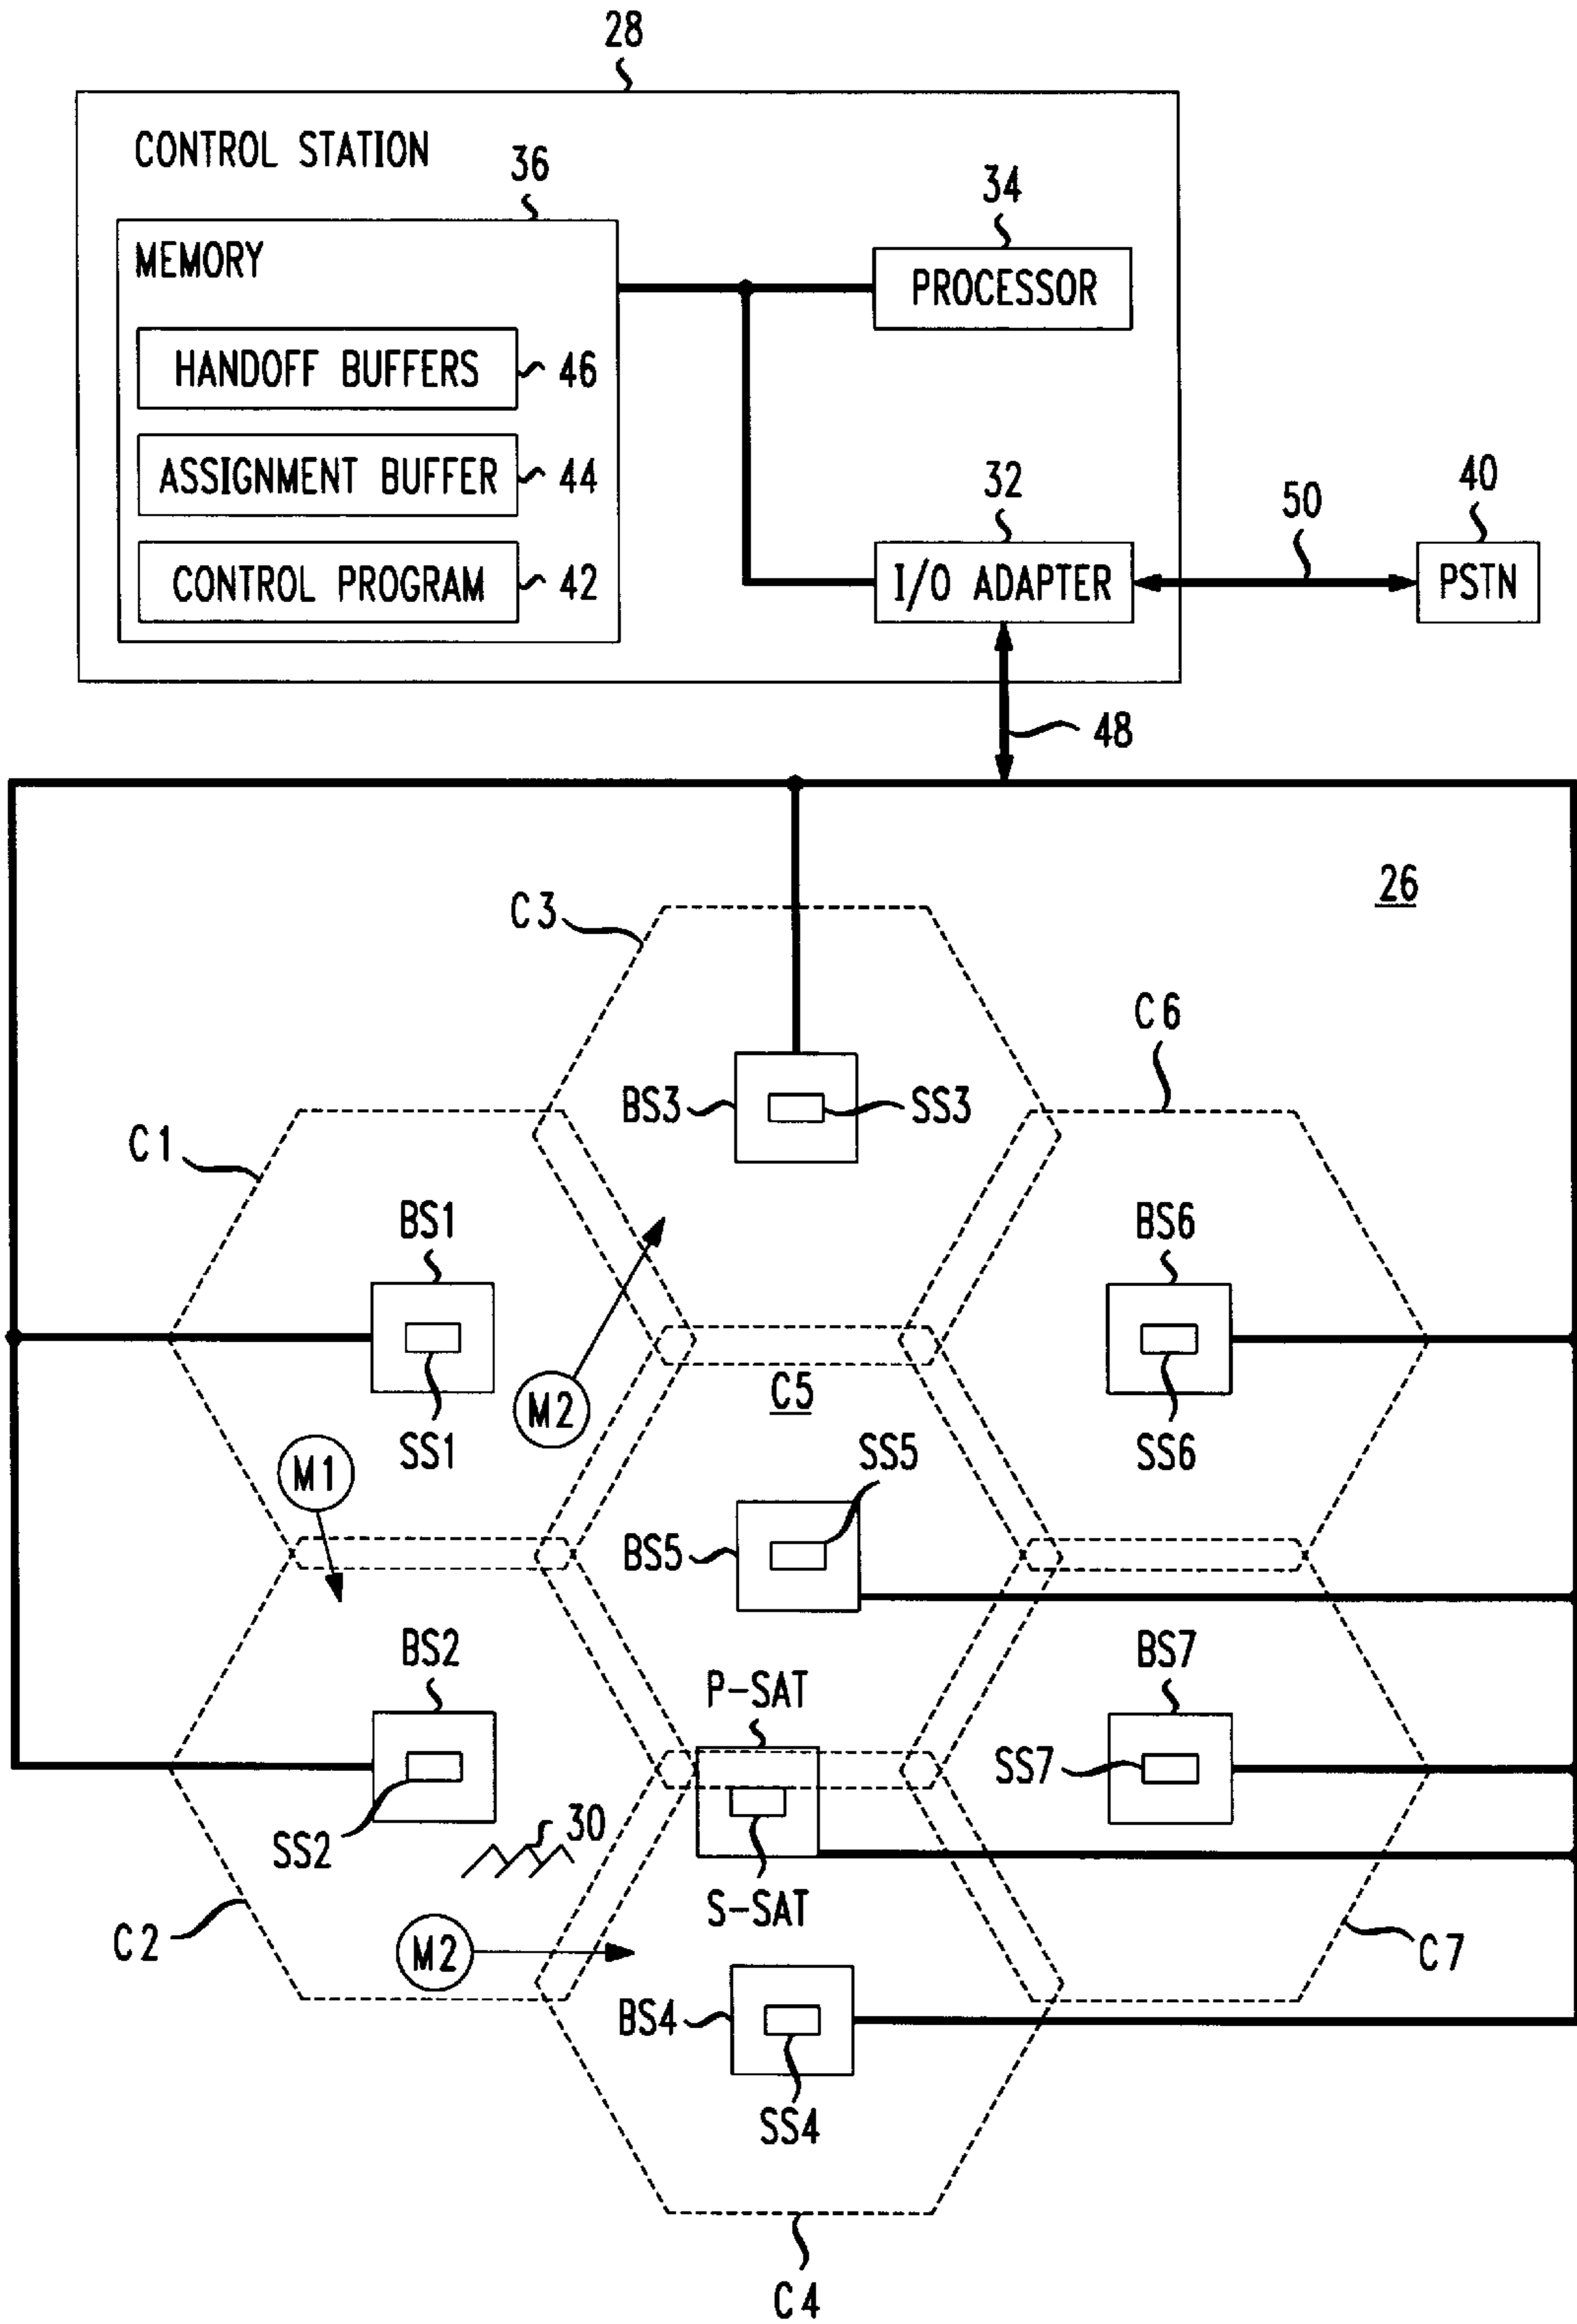 28
CONTROL STATION
36
34
MEMORY
PROCESSOR
HANDOFF BUFFERS
46
ASSIGNMENT BUFFER
44
32
50
40
CONTROL PROGRAM
42
I/O ADAPTER
PSTN
48
26
C3
C6
BS3
SS3
C1
BS1
BS6
C5
M2
SS1
SS6
SS5
M1
BS5
BS2
BS7
P-SAT
SS7
SS2
30
S-SAT
C2
M2
C7
BS4
SS4
C4